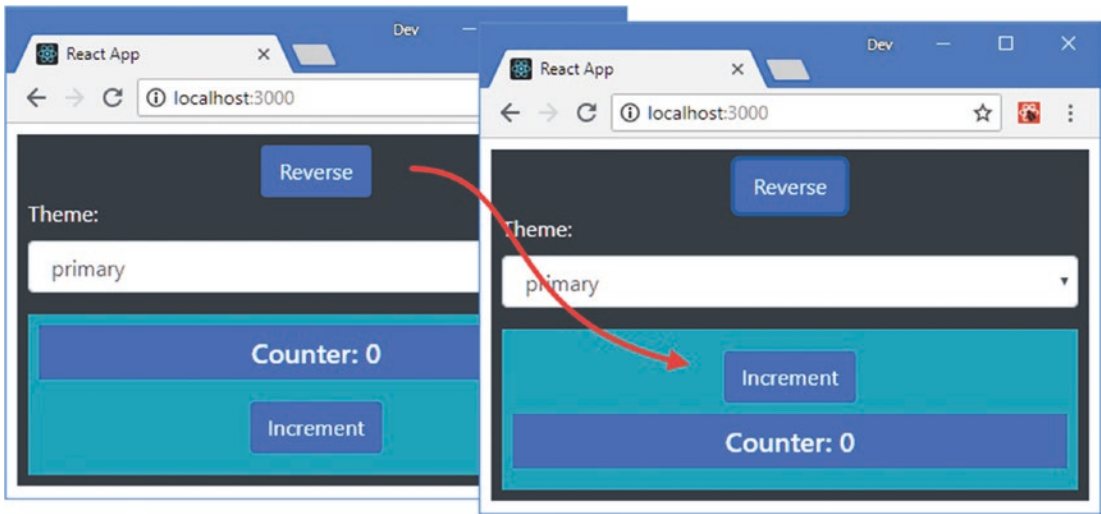 Dev
React App
localhost:3000
Reverse
Theme:
primary
Counter: 0
Increment
Dev
React App
localhost:3000
Reverse
Theme:
primary
Increment
Counter: 0